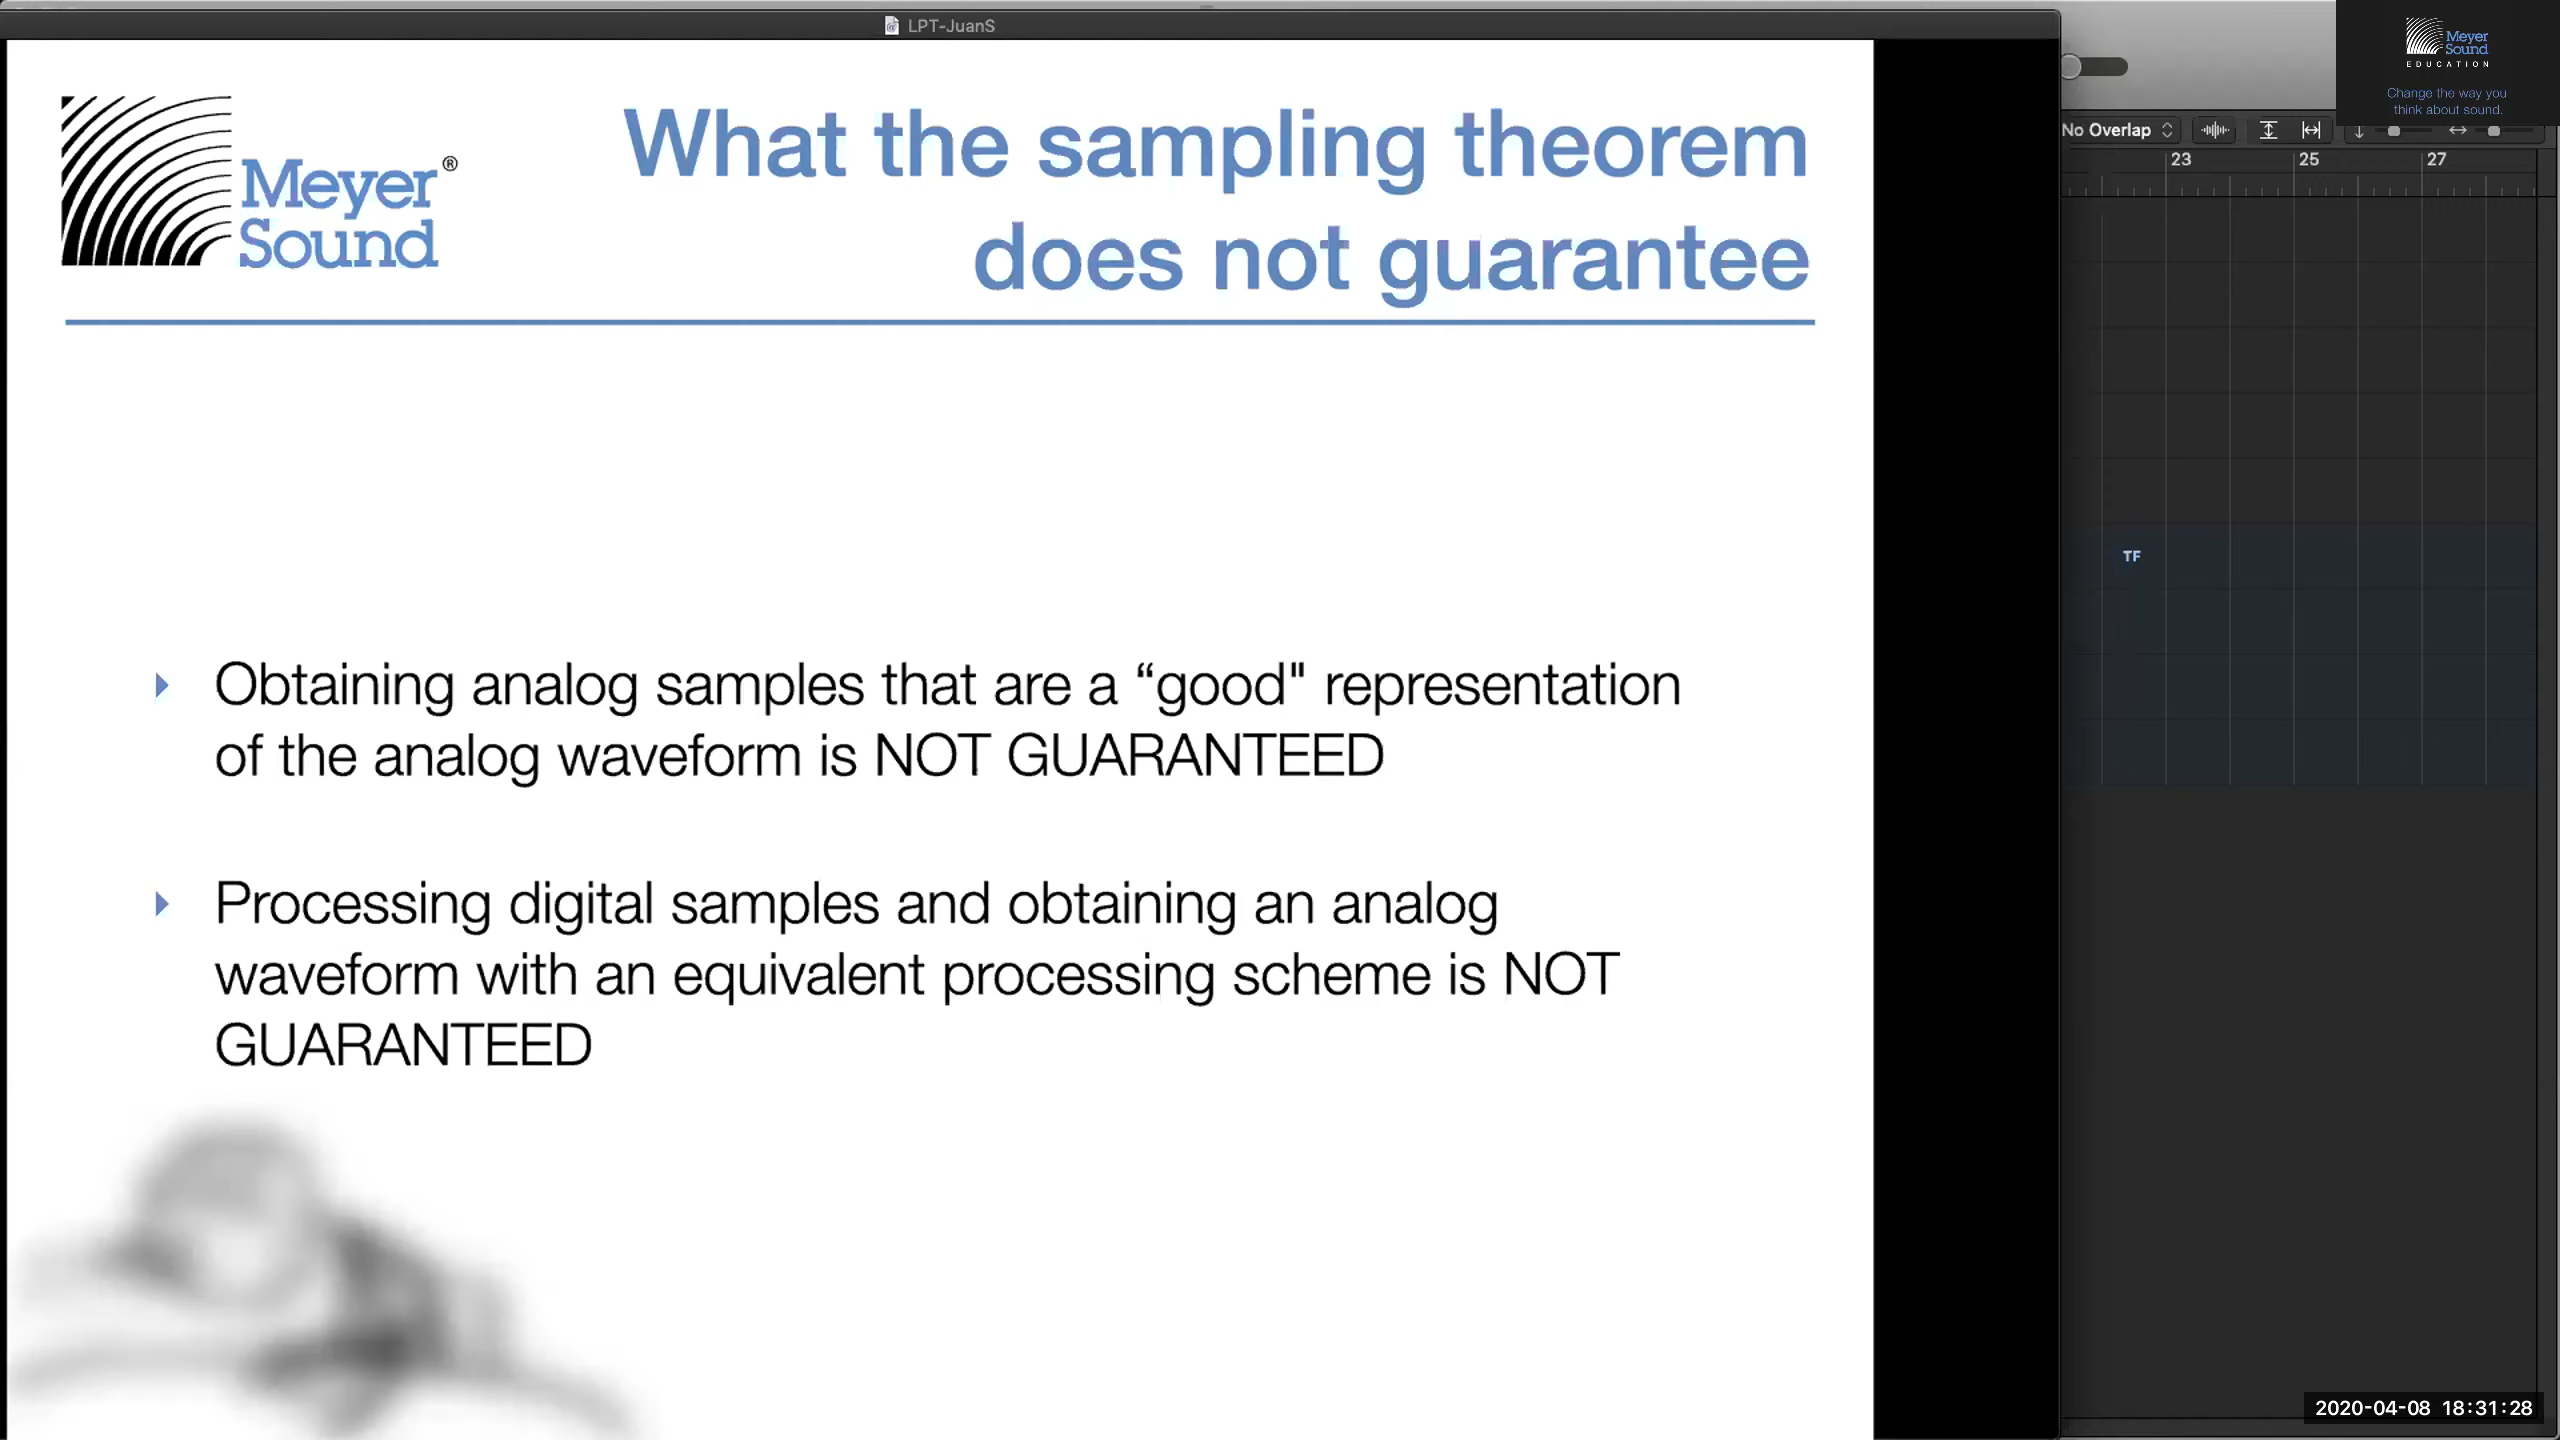 LPT-JuanS
Meyer
Sound
®
What the sampling theorem
does not guarantee
Obtaining analog samples that are a “good" representation
of the analog waveform is NOT GUARANTEED
Processing digital samples and obtaining an analog
waveform with an equivalent processing scheme is NOT
GUARANTEED
Meyer
Sound
EDUCATION
Change the way you
think about sound.
No Overlap
23 25 27
TF
2020-04-08 18:31:28